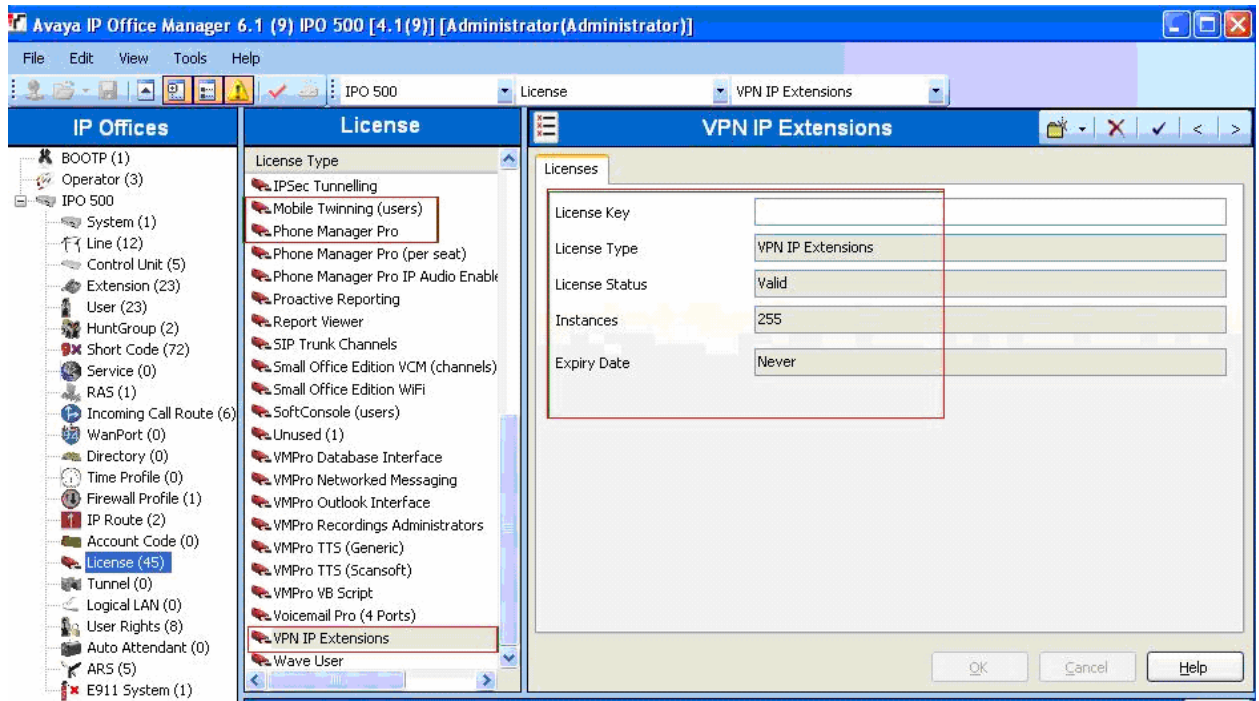 Avaya IP Office Manager 6.1 (9) IPO 500 [4.1(9)] [Administrator(Administrator)]
File Edit View Tools Help
IPO 500 License VPN IP Extensions
IP Offices
BOOTP (1)
Operator (3)
IPO 500
System (1)
Line (12)
Control Unit (5)
Extension (23)
User (23)
HuntGroup (2)
Short Code (72)
Service (0)
RAS (1)
Incoming Call Route (6)
WanPort (0)
Directory (0)
Time Profile (0)
Firewall Profile (1)
IP Route (2)
Account Code (0)
License (45)
Tunnel (0)
Logical LAN (0)
User Rights (8)
Auto Attendant (0)
ARS (5)
E911 System (1)
License
License Type
IPSec Tunnelling
Mobile Twinning (users)
Phone Manager Pro
Phone Manager Pro (per seat)
Phone Manager Pro IP Audio Enable
Proactive Reporting
Report Viewer
SIP Trunk Channels
Small Office Edition VCM (channels)
Small Office Edition WiFi
SoftConsole (users)
Unused (1)
VMPro Database Interface
VMPro Networked Messaging
VMPro Outlook Interface
VMPro Recordings Administrators
VMPro TTS (Generic)
VMPro TTS (Scansoft)
VMPro VB Script
Voicemail Pro (4 Ports)
VPN IP Extensions
Wave User
VPN IP Extensions
Licenses
License Key
License Type VPN IP Extensions
License Status Valid
Instances 255
Expiry Date Never
OK Cancel Help